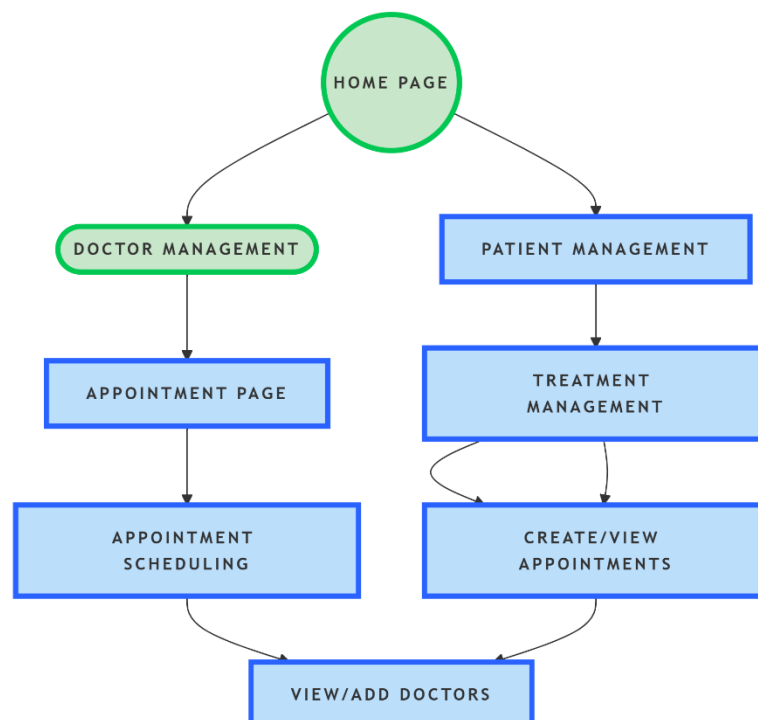 HOME PAGE
DOCTOR MANAGEMENT
PATIENT MANAGEMENT
APPOINTMENT PAGE
TREATMENT
MANAGEMENT
APPOINTMENT
SCHEDULING
CREATE/VIEW
APPOINTMENTS
VIEW/ADD DOCTORS